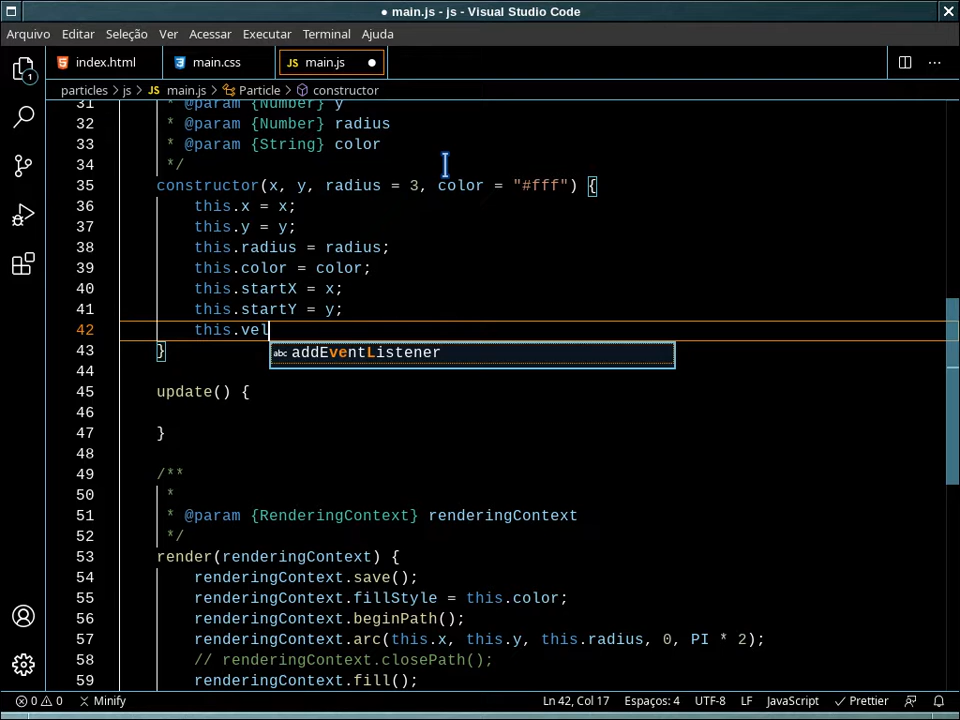 ● main.js - js - Visual Studio Code
Arquivo Editar Seleção Ver Acessar Executar Terminal Ajuda
index.html main.css JS main.js
particles › js › JS main.js › Particle › constructor
31 * @param {Number} y
32 * @param {Number} radius
33 * @param {String} color
34 */
35 constructor(x, y, radius = 3, color = "#fff") {
36 this.x = x;
37 this.y = y;
38 this.radius = radius;
39 this.color = color;
40 this.startX = x;
41 this.startY = y;
42 this.vel
abc addEventListener
43 }
44
45 update() {
46
47 }
48
49 /**
50 *
51 * @param {RenderingContext} renderingContext
52 */
53 render(renderingContext) {
54 renderingContext.save();
55 renderingContext.fillStyle = this.color;
56 renderingContext.beginPath();
57 renderingContext.arc(this.x, this.y, this.radius, 0, PI * 2);
58 // renderingContext.closePath();
59 renderingContext.fill();
1
0 0 Minify Ln 42, Col 17 Espaços: 4 UTF-8 LF JavaScript Prettier